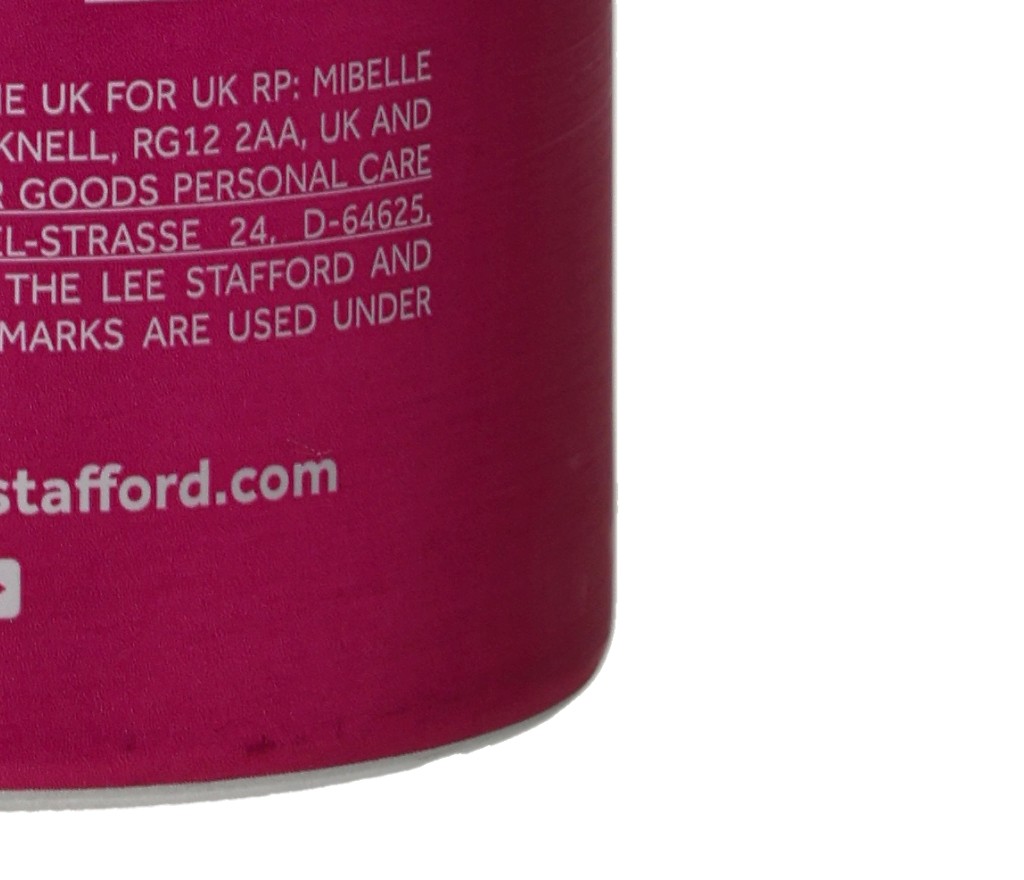 UK FOR UK RP: MIBELLE
KNELL, RG12 2AA, UK AND
R GOODS PERSONAL CARE
EL-STRASSE 24, D-64625,
THE LEE STAFFORD AND
MARKS ARE USED UNDER
stafford.com